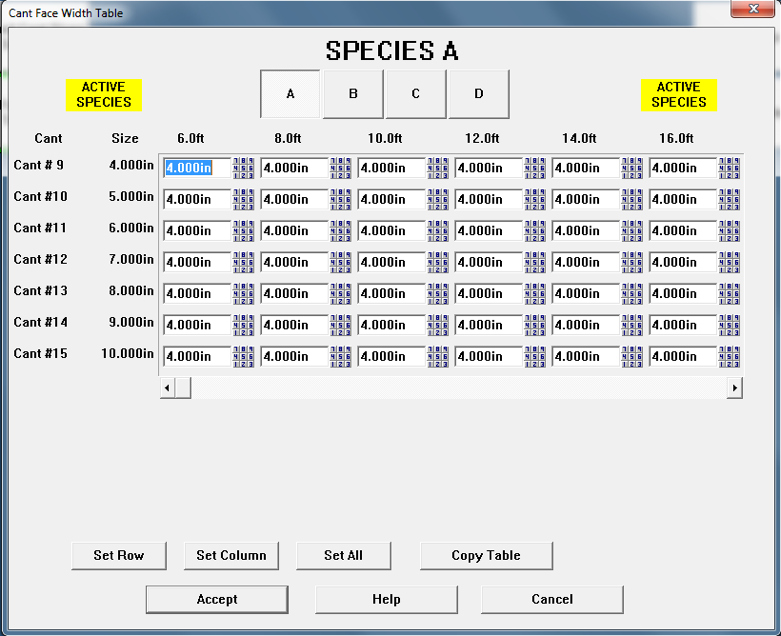 Cant Face Width Table
SPECIES A
ACTIVE
SPECIES
A B C D
ACTIVE
SPECIES
Cant Size 6.0ft 8.0ft 10.0ft 12.0ft 14.0ft 16.0ft
Cant # 9 4.000in 4.000in 4.000in 4.000in 4.000in 4.000in 4.000in
Cant #10 5.000in 4.000in 4.000in 4.000in 4.000in 4.000in 4.000in
Cant #11 6.000in 4.000in 4.000in 4.000in 4.000in 4.000in 4.000in
Cant #12 7.000in 4.000in 4.000in 4.000in 4.000in 4.000in 4.000in
Cant #13 8.000in 4.000in 4.000in 4.000in 4.000in 4.000in 4.000in
Cant #14 9.000in 4.000in 4.000in 4.000in 4.000in 4.000in 4.000in
Cant #15 10.000in 4.000in 4.000in 4.000in 4.000in 4.000in 4.000in
Set Row Set Column Set All Copy Table
Accept Help Cancel